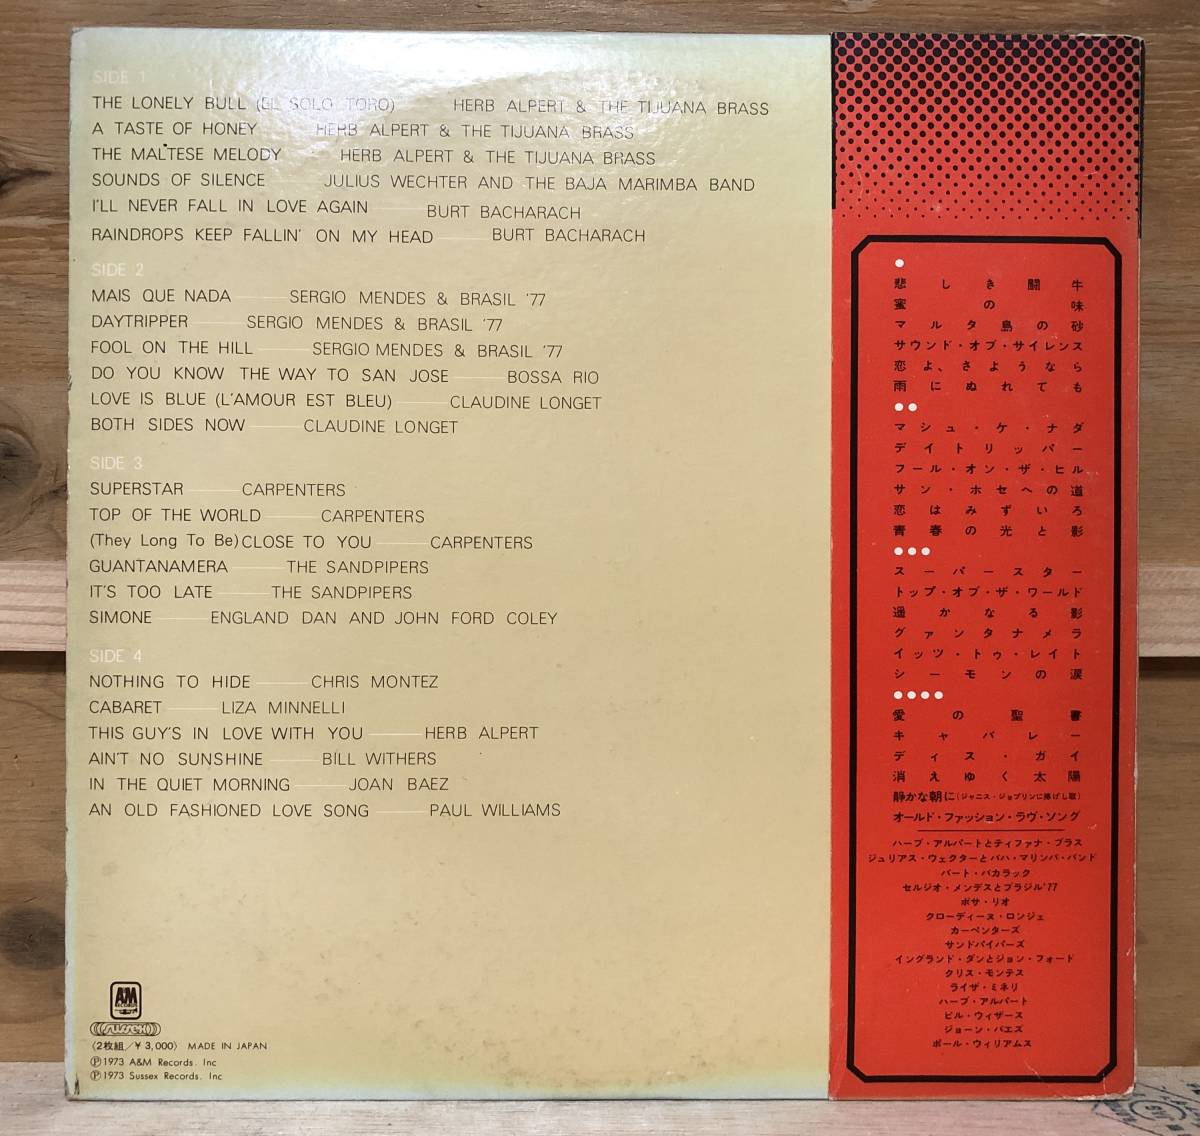 SIDE 1
THE LONELY BULL (EL SOLO TORO) HERB ALPERT & THE TIJUANA BRASS
A TASTE OF HONEY HERB ALPERT & THE TIJUANA BRASS
THE MALTESE MELODY HERB ALPERT & THE TIJUANA BRASS
SOUNDS OF SILENCE JULIUS WECHTER AND THE BAJA MARIMBA BAND
I'LL NEVER FALL IN LOVE AGAIN BURT BACHARACH
RAINDROPS KEEP FALLIN' ON MY HEAD BURT BACHARACH
SIDE 2
MAIS QUE NADA SERGIO MENDES & BRASIL '77
DAYTRIPPER SERGIO MENDES & BRASIL '77
FOOL ON THE HILL SERGIO MENDES & BRASIL '77
DO YOU KNOW THE WAY TO SAN JOSE BOSSA RIO
LOVE IS BLUE (L'AMOUR EST BLEU) CLAUDINE LONGET
BOTH SIDES NOW CLAUDINE LONGET
SIDE 3
SUPERSTAR CARPENTERS
TOP OF THE WORLD CARPENTERS
(They Long To Be) CLOSE TO YOU CARPENTERS
GUANTANAMERA THE SANDPIPERS
IT'S TOO LATE THE SANDPIPERS
SIMONE ENGLAND DAN AND JOHN FORD COLEY
SIDE 4
NOTHING TO HIDE CHRIS MONTEZ
CABARET LIZA MINNELLI
THIS GUY'S IN LOVE WITH YOU HERB ALPERT
AIN'T NO SUNSHINE BILL WITHERS
IN THE QUIET MORNING JOAN BAEZ
AN OLD FASHIONED LOVE SONG PAUL WILLIAMS
A&M
RECORDS
SUSSEX
〈2枚組/￥3,000〉 MADE IN JAPAN
Ⓟ1973 A&M Records. Inc
Ⓟ1973 Sussex Records. Inc
悲しき闘牛
蜜の味
マルタ島の砂
サウンド・オブ・サイレンス
恋よ、さようなら
雨にぬれても
マシュ・ケ・ナダ
デイトリッパー
フール・オン・ザ・ヒル
サン・ホセへの道
恋はみずいろ
青春の光と影
スーパースター
トップ・オブ・ザ・ワールド
遥かなる影
グァンタナメラ
イッツ・トゥ・レイト
シーモンの涙
愛の聖書
キャバレー
ディス・ガイ
消えゆく太陽
静かな朝に(ジャニス・ジョプリンに捧げし歌)
オールド・ファッション・ラヴ・ソング
ハーブ・アルパートとティファナ・ブラス
ジュリアス・ウェクターとバハ・マリンバ・バンド
バート・バカラック
セルジオ・メンデスとブラジル'77
ボサ・リオ
クローディーヌ・ロンジェ
カーペンターズ
サンドパイパーズ
イングランド・ダンとジョン・フォード
クリス・モンテス
ライザ・ミネリ
ハーブ・アルパート
ビル・ウィザース
ジョーン・バエズ
ポール・ウィリアムス